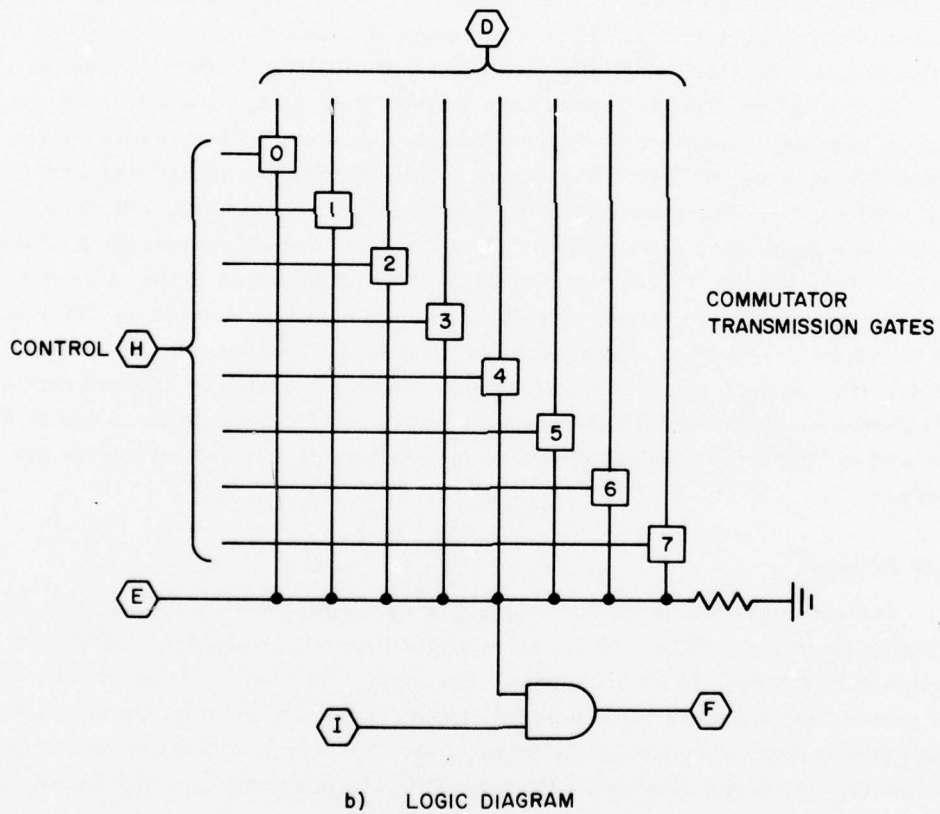 D
0
1
2
3
COMMUTATOR
TRANSMISSION GATES
CONTROL H
4
5
6
7
E
I
F
b) LOGIC DIAGRAM